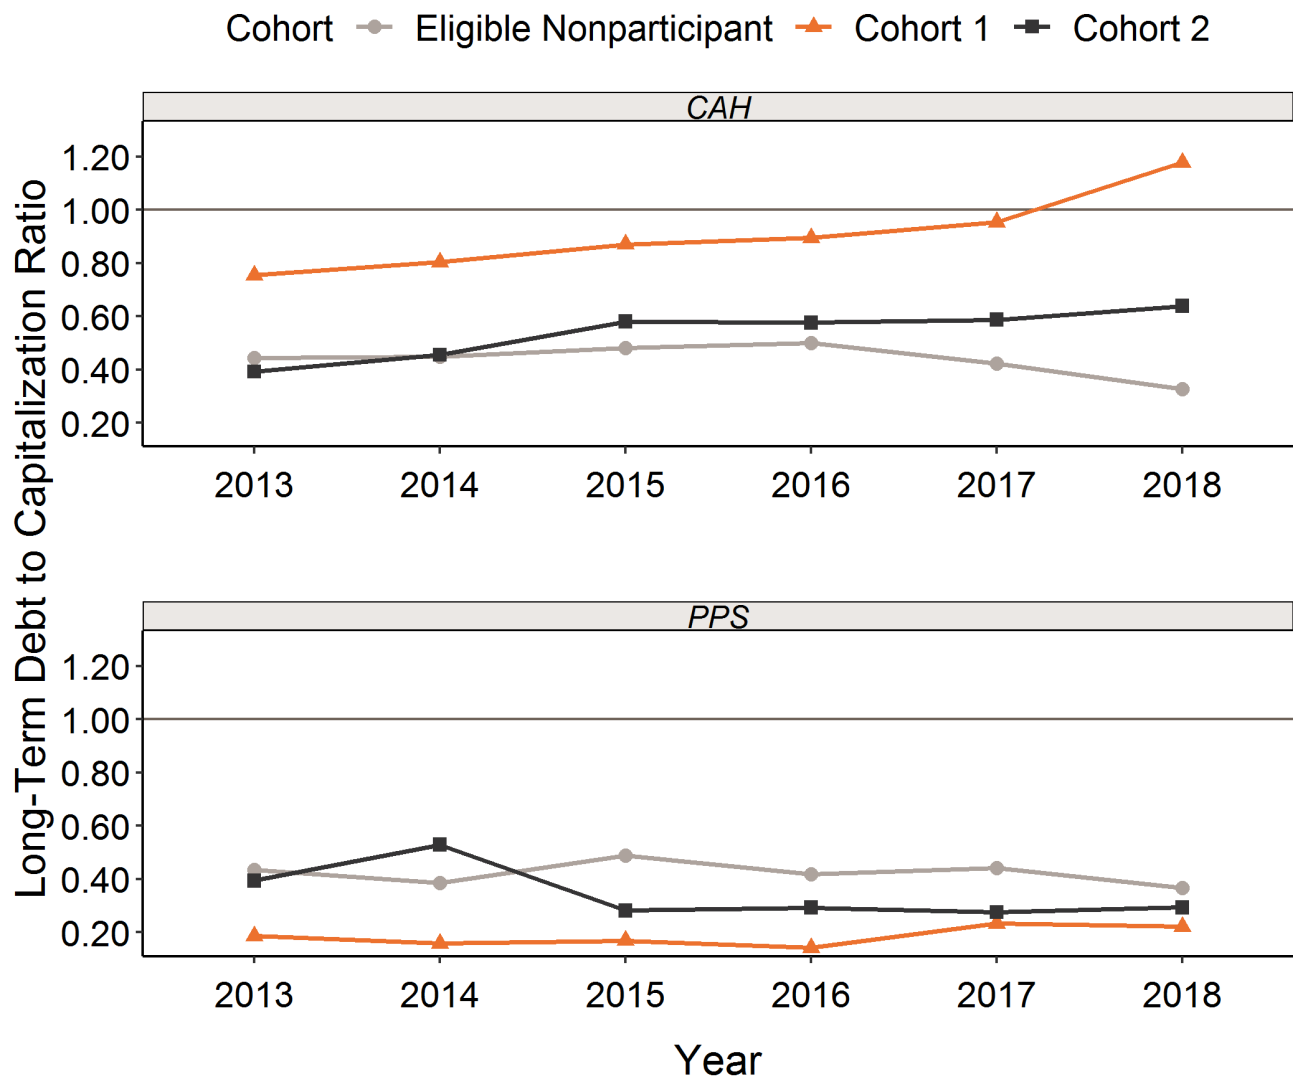 Cohort Eligible Nonparticipant Cohort 1 Cohort 2
Long-Term Debt to Capitalization Ratio
CAH
1.20
1.00
0.80
0.60
0.40
0.20
2013 2014 2015 2016 2017 2018
PPS
1.20
1.00
0.80
0.60
0.40
0.20
2013 2014 2015 2016 2017 2018
Year